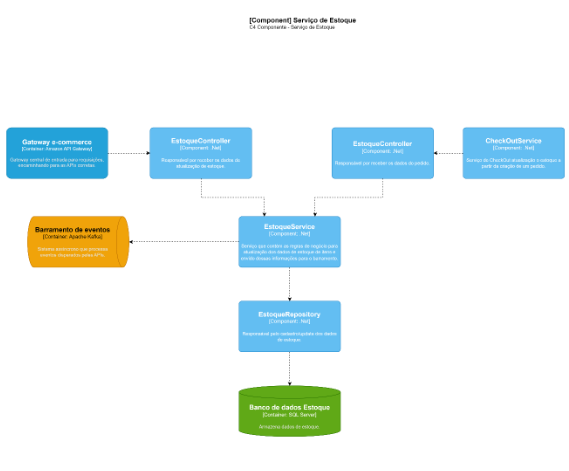 [Component] Serviço de Estoque
C4 Componente - Serviço de Estoque
Gateway e-commerce
[Container: Amazon API Gateway]
Gateway central de entrada para requisições,
encaminhando para as APIs corretas.
EstoqueController
[Component: .Net]
Responsável por receber os dados de
atualização de estoque.
EstoqueController
[Component: .Net]
Responsável por receber os dados do pedido.
CheckOutService
[Component: .Net]
Serviço de CheckOut atualização o estoque a
partir da criação de um pedido.
Barramento de eventos
[Container: Apache Kafka]
Sistema assíncrono que processa
eventos disparados pelas APIs.
EstoqueService
[Component: .Net]
Serviço que contém as regras de negócio para
atualização dos dados de estoque de itens e
envio dessas informações para o barramento.
EstoqueRepository
[Component: .Net]
Responsável pelo
dos dados
de estoque.
Banco de dados Estoque
[Container: SQL Server]
Armazena dados de estoque.